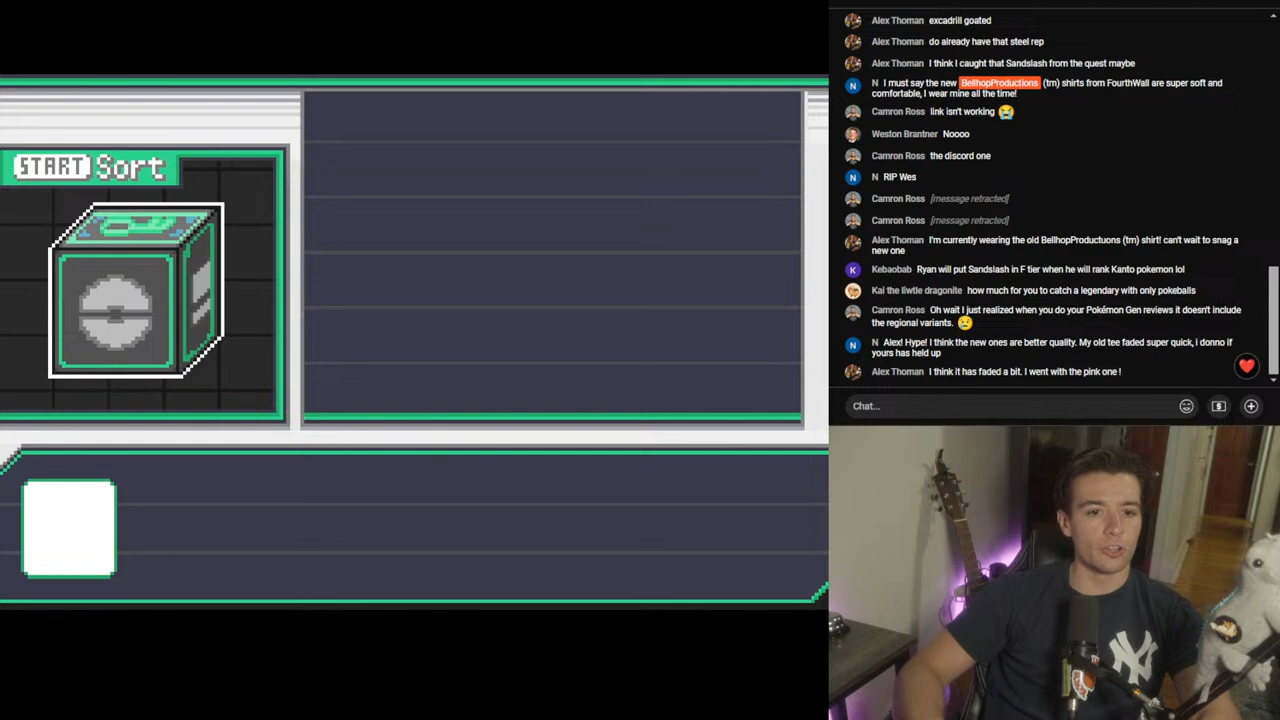 START Sort
Alex Thoman excadrill goated
Alex Thoman do already have that steel rep
Alex Thoman I think I caught that Sandslash from the quest maybe
N N I must say the new BellhopProductions (tm) shirts from FourthWall are super soft and
comfortable, I wear mine all the time!
Camron Ross link isn't working 😭
Weston Brantner Noooo
Camron Ross the discord one
N N RIP Wes
Camron Ross [message retracted]
Camron Ross [message retracted]
Alex Thoman I'm currently wearing the old BellhopProductuons (tm) shirt! can't wait to snag a
new one
K Kebaobab Ryan will put Sandslash in F tier when he will rank Kanto pokemon lol
Kai the liwtle dragonite how much for you to catch a legendary with only pokeballs
Camron Ross Oh wait I just realized when you do your Pokémon Gen reviews it doesn't include
the regional variants. 😢
N N Alex! Hype! I think the new ones are better quality. My old tee faded super quick, i donno if
yours has held up
Alex Thoman I think it has faded a bit. I went with the pink one !
Chat...
NY